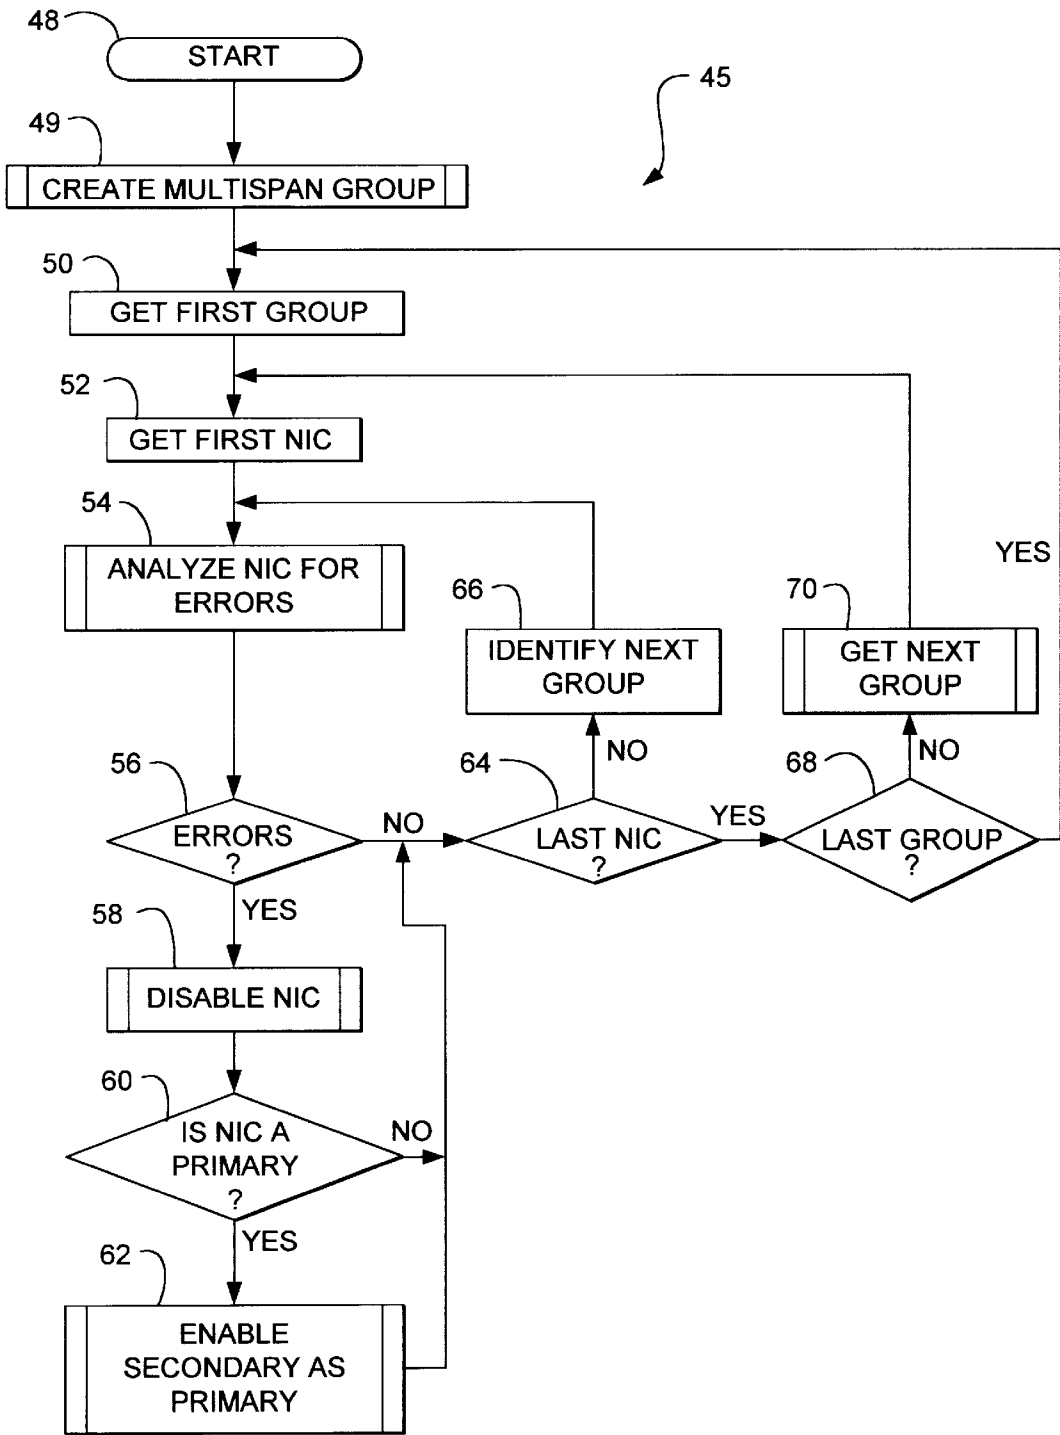 48
START
45
49
CREATE MULTISPAN GROUP
50
GET FIRST GROUP
52
GET FIRST NIC
54
ANALYZE NIC FOR
ERRORS
YES
66
IDENTIFY NEXT
GROUP
70
GET NEXT
GROUP
NO
NO
56
ERRORS
?
NO
64
LAST NIC
?
YES
68
LAST GROUP
?
YES
58
DISABLE NIC
60
IS NIC A
PRIMARY
?
NO
YES
62
ENABLE
SECONDARY AS
PRIMARY